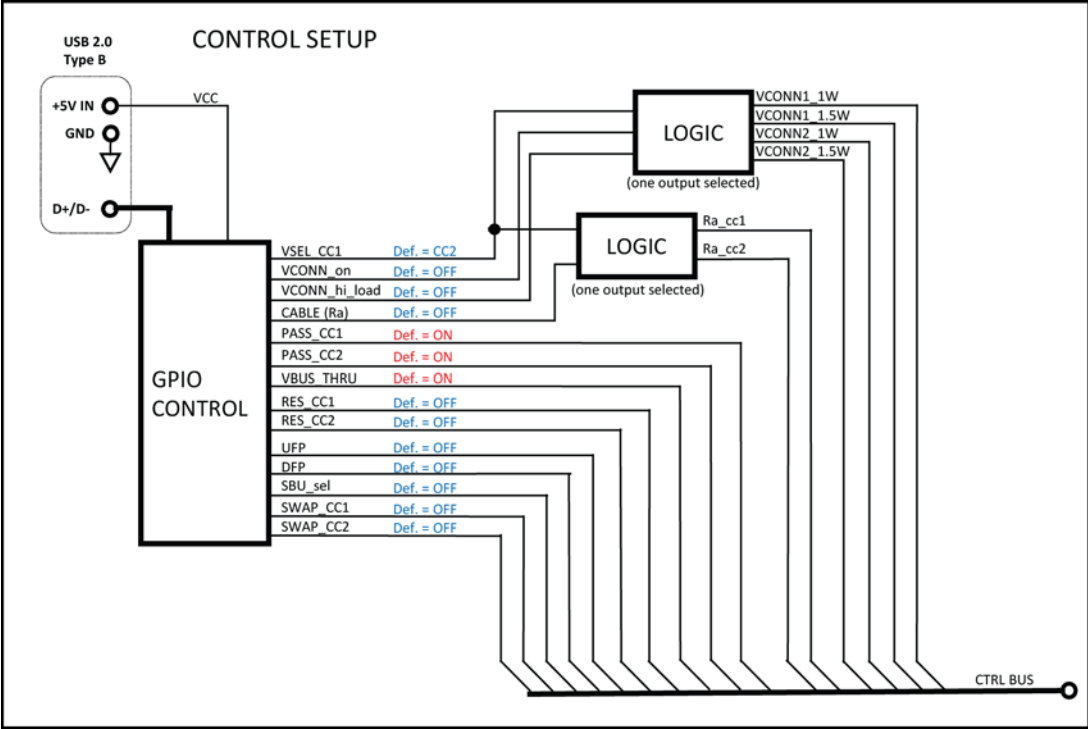 USB 2.0
Type B
CONTROL SETUP
+5V IN
VCC
GND
D+/D-
LOGIC
(one output selected)
VCONN1_1W
VCONN1_1.5W
VCONN2_1W
VCONN2_1.5W
LOGIC
(one output selected)
Ra_cc1
Ra_cc2
GPIO
CONTROL
VSEL_CC1 Def. = CC2
VCONN_on Def. = OFF
VCONN_hi_load Def. = OFF
CABLE (Ra) Def. = OFF
PASS_CC1 Def. = ON
PASS_CC2 Def. = ON
VBUS_THRU Def. = ON
RES_CC1 Def. = OFF
RES_CC2 Def. = OFF
UFP Def. = OFF
DFP Def. = OFF
SBU_sel Def. = OFF
SWAP_CC1 Def. = OFF
SWAP_CC2 Def. = OFF
CTRL BUS